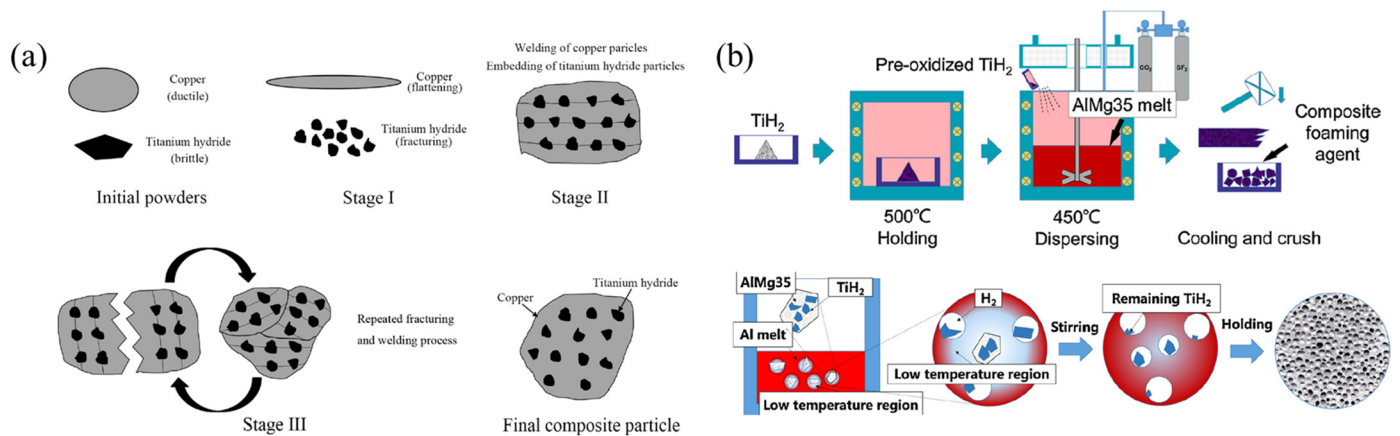 (a)
Copper
(ductile)
Titanium hydride
(brittle)
Initial powders
Copper
(flattening)
Titanium hydride
(fracturing)
Stage I
Welding of copper paricles
Embedding of titanium hydride particles
Stage II
Repeated fracturing
and welding process
Stage III
Copper
Titanium hydride
Final composite particle
(b)
TiH2
Pre-oxidized TiH2
500℃
Holding
CO2
SF6
AlMg35 melt
450℃
Dispersing
Composite
foaming
agent
Cooling and crush
AlMg35
TiH2
Al melt
Low temperature region
H2
Low temperature region
Stirring
Remaining TiH2
Holding